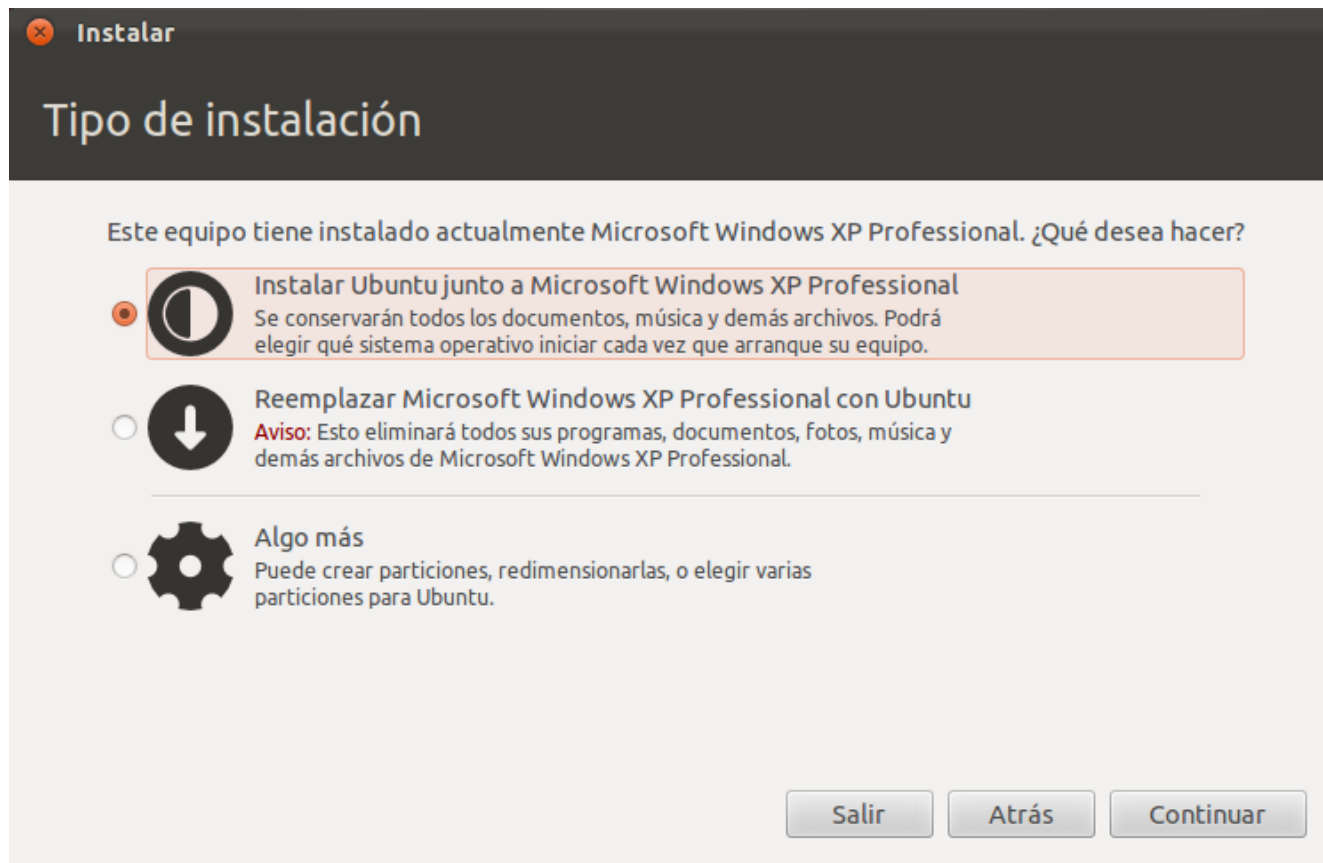 Instalar
Tipo de instalación
Este equipo tiene instalado actualmente Microsoft Windows XP Professional. ¿Qué desea hacer?
Instalar Ubuntu junto a Microsoft Windows XP Professional
Se conservarán todos los documentos, música y demás archivos. Podrá
elegir qué sistema operativo iniciar cada vez que arranque su equipo.
Reemplazar Microsoft Windows XP Professional con Ubuntu
Aviso: Esto eliminará todos sus programas, documentos, fotos, música y
demás archivos de Microsoft Windows XP Professional.
Algo más
Puede crear particiones, redimensionarlas, o elegir varias
particiones para Ubuntu.
Salir
Atrás
Continuar